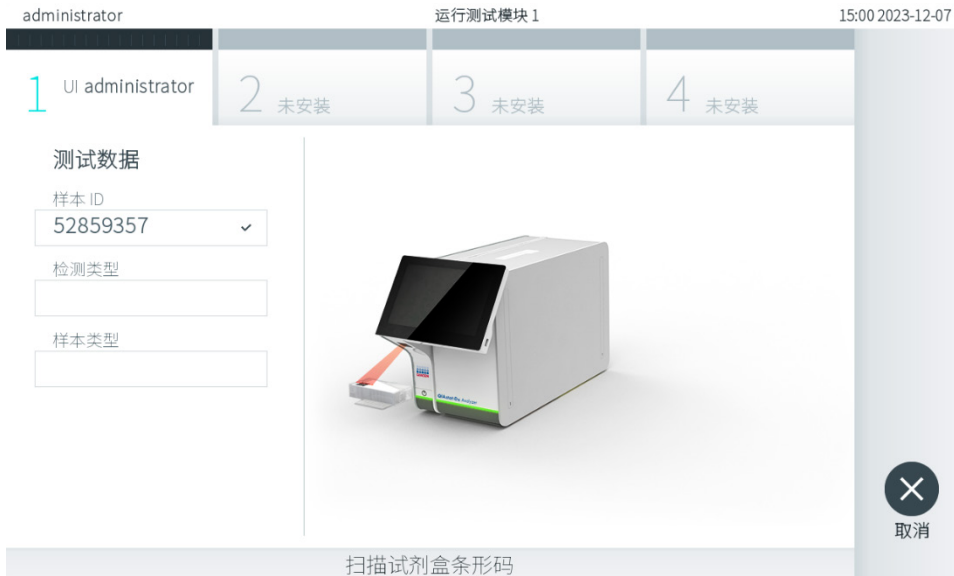 administrator
运行测试模块 1
15:00 2023-12-07
1 UI administrator
2 未安装
3 未安装
4 未安装
测试数据
样本 ID
52859357
检测类型
样本类型
取消
扫描试剂盒条形码